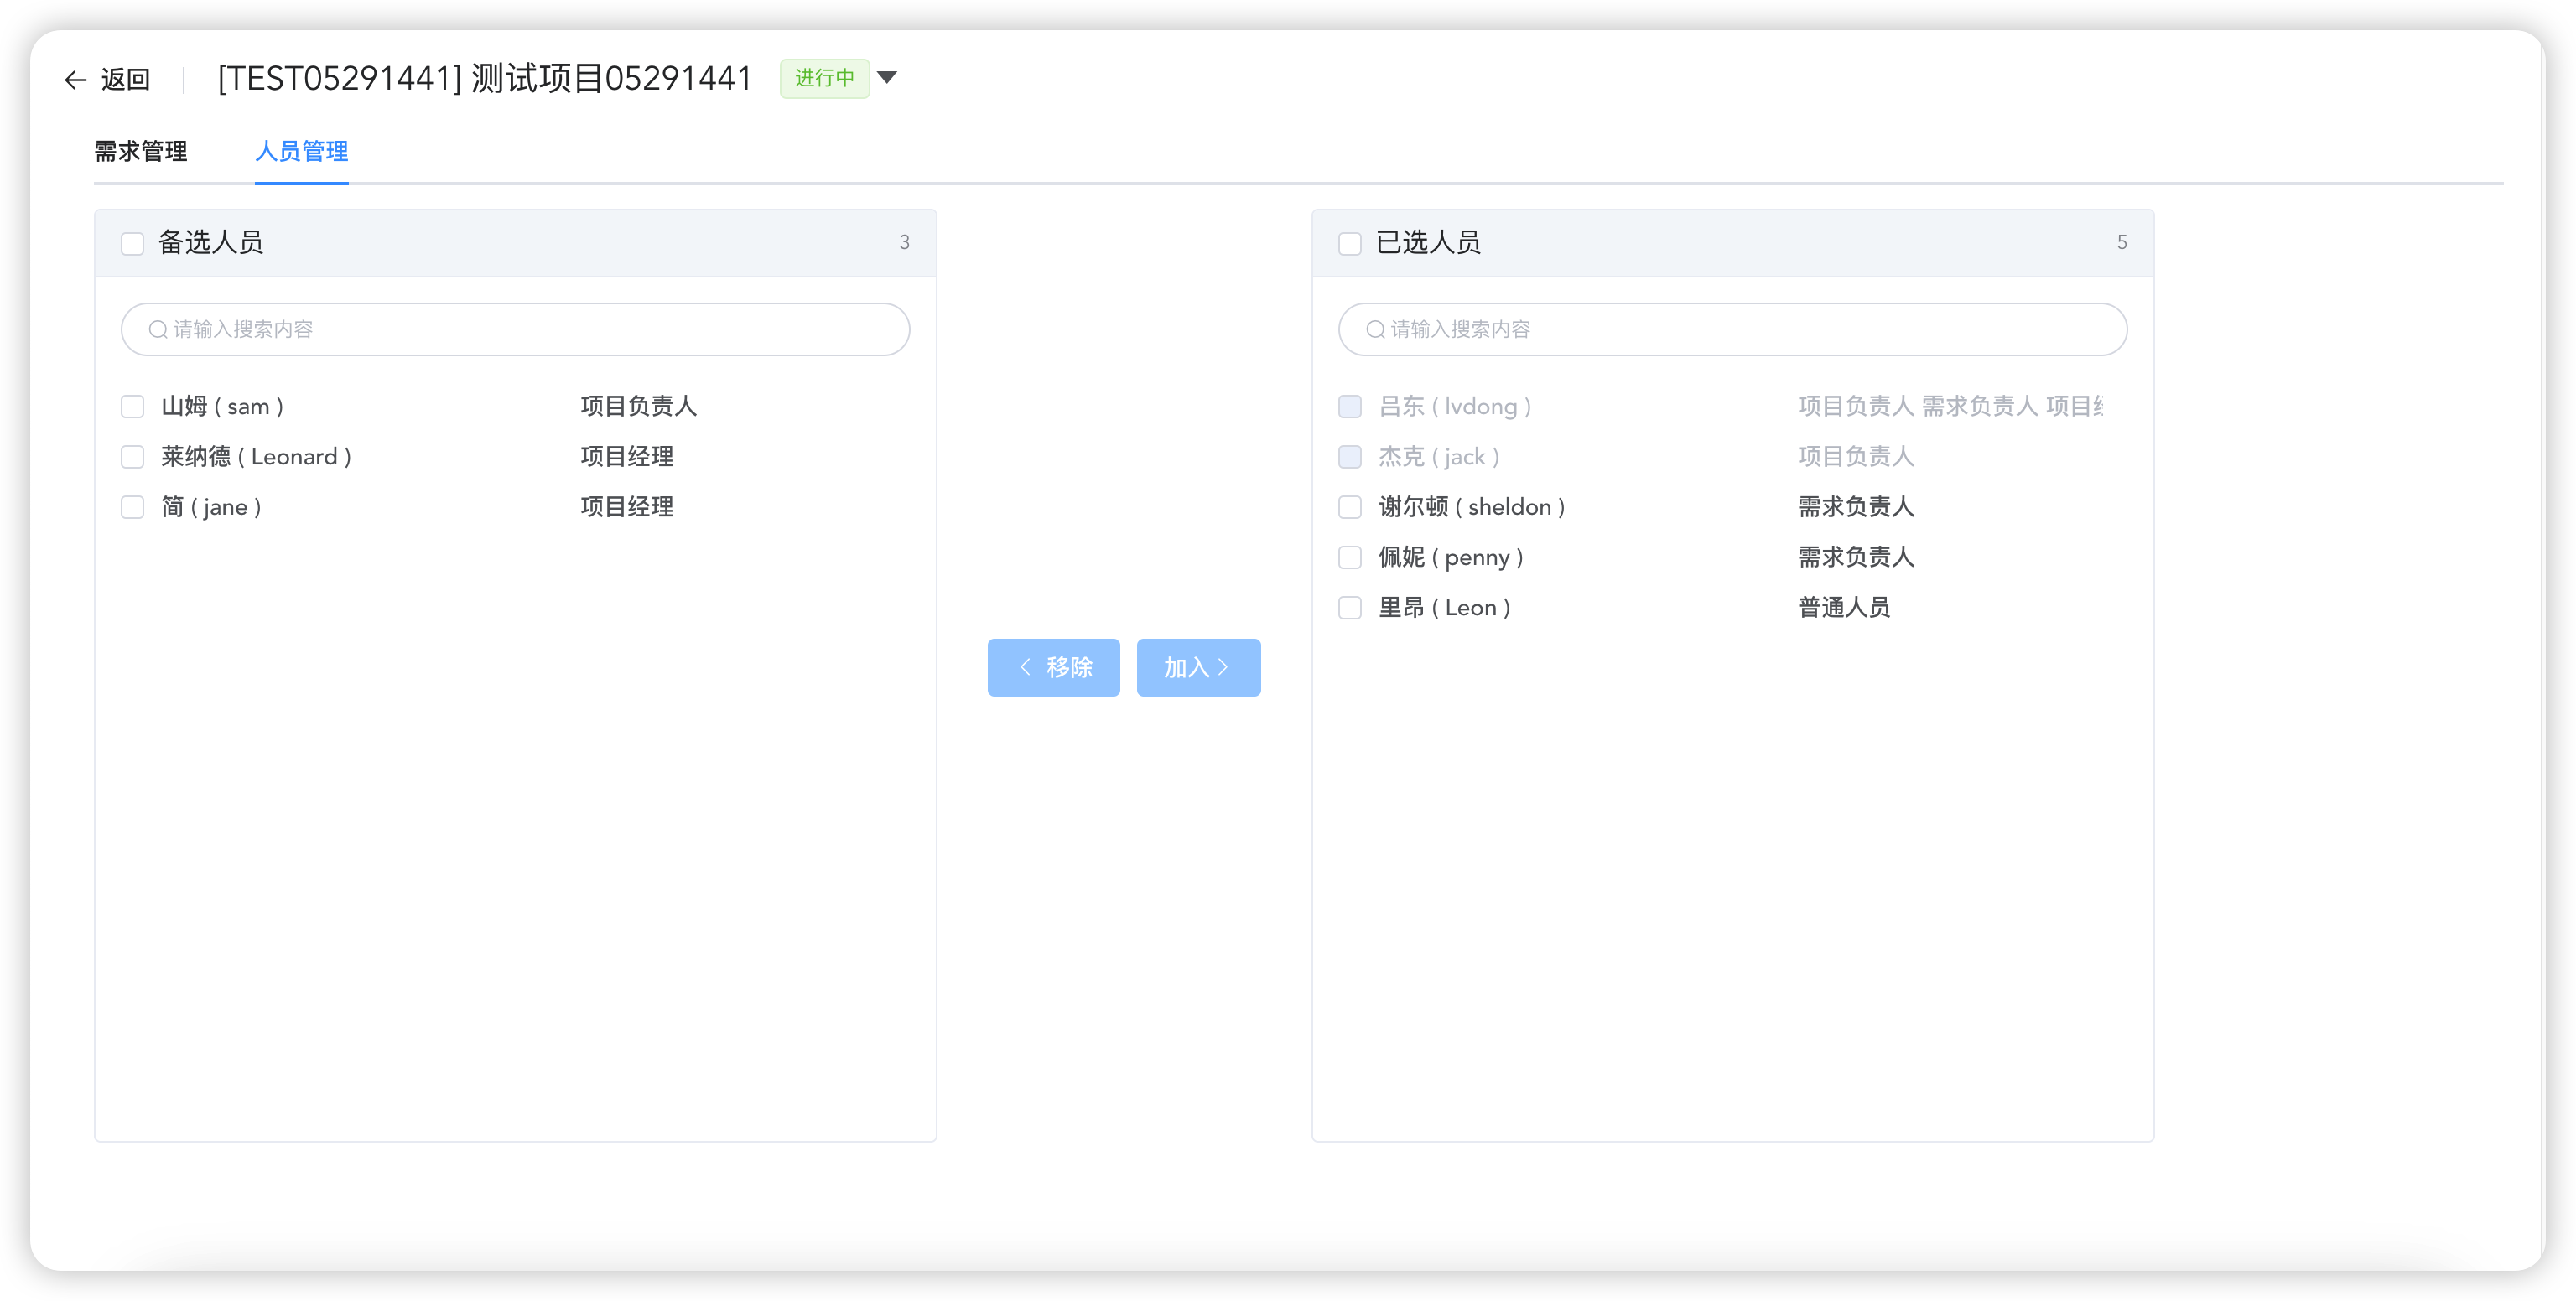 返回
[TEST05291441] 测试项目05291441
进行中
需求管理 人员管理
备选人员 3
请输入搜索内容
山姆 ( sam ) 项目负责人
莱纳德 ( Leonard ) 项目经理
简 ( jane ) 项目经理
移除 加入
已选人员 5
请输入搜索内容
吕东 ( lvdong ) 项目负责人 需求负责人 项目
杰克 ( jack ) 项目负责人
谢尔顿 ( sheldon ) 需求负责人
佩妮 ( penny ) 需求负责人
里昂 ( Leon ) 普通人员